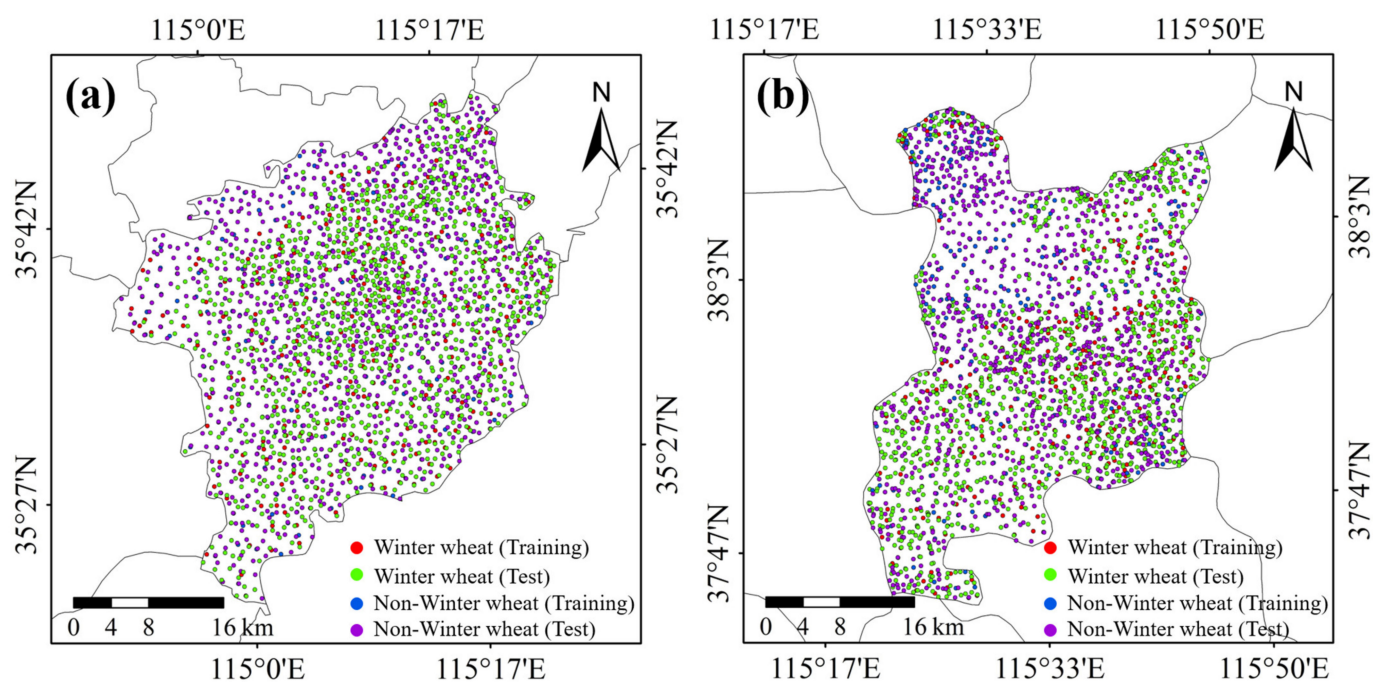 115°0'E 115°17'E 115°17'E 115°33'E 115°50'E
(a)
N
(b)
N
35°42'N
35°42'N
38°3'N
38°3'N
35°27'N
35°27'N
37°47'N
37°47'N
Winter wheat (Training)
Winter wheat (Test)
Non-Winter wheat (Training)
Non-Winter wheat (Test)
0 4 8 16 km
Winter wheat (Training)
Winter wheat (Test)
Non-Winter wheat (Training)
Non-Winter wheat (Test)
0 4 8 16 km
115°0'E 115°17'E 115°17'E 115°33'E 115°50'E